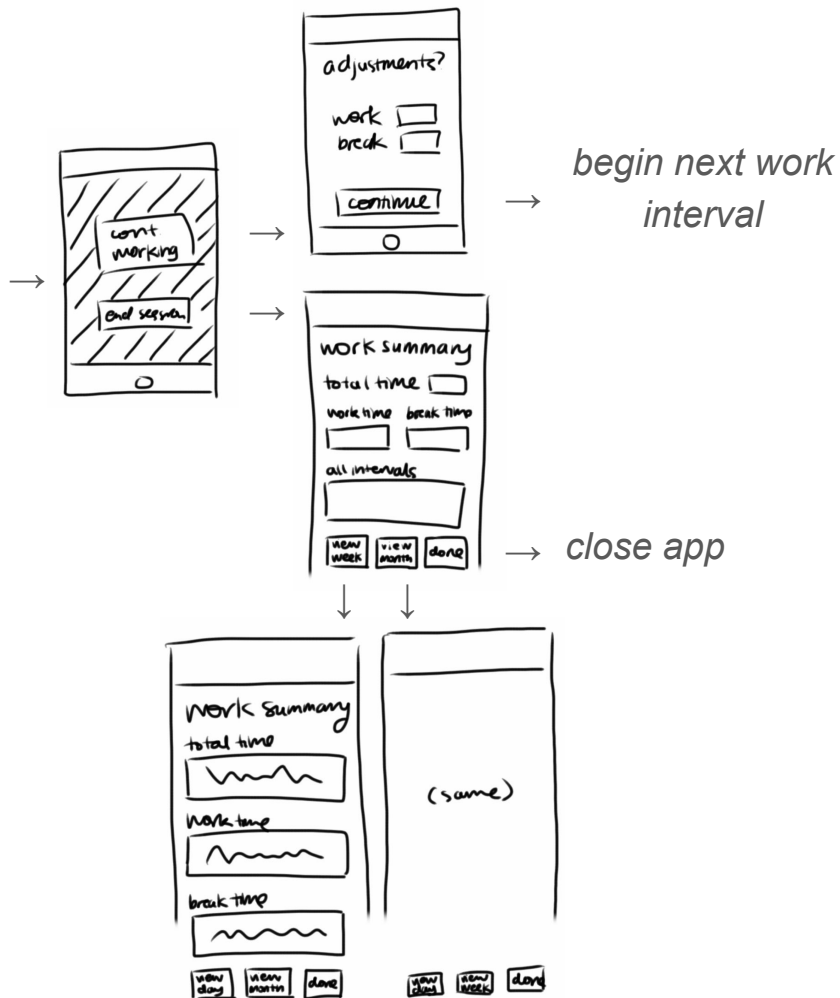 adjustments?
work
break
continue
begin next work
interval
cont.
working
end session
work summary
total time
work time break time
all intervals
view
week
view
month
done
close app
work summary
total time
work time
break time
view
day
view
month
done
(same)
view
day
view
week
done